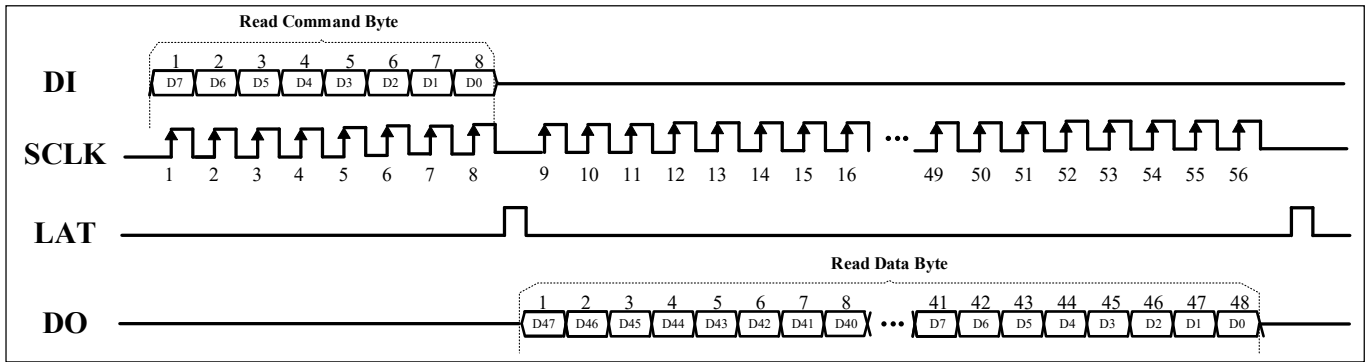 Read Command Byte
1 2 3 4 5 6 7 8
DI D7 D6 D5 D4 D3 D2 D1 D0
SCLK
1 2 3 4 5 6 7 8 9 10 11 12 13 14 15 16 ••• 49 50 51 52 53 54 55 56
LAT
Read Data Byte
1 2 3 4 5 6 7 8 41 42 43 44 45 46 47 48
DO D47 D46 D45 D44 D43 D42 D41 D40 ••• D7 D6 D5 D4 D3 D2 D1 D0